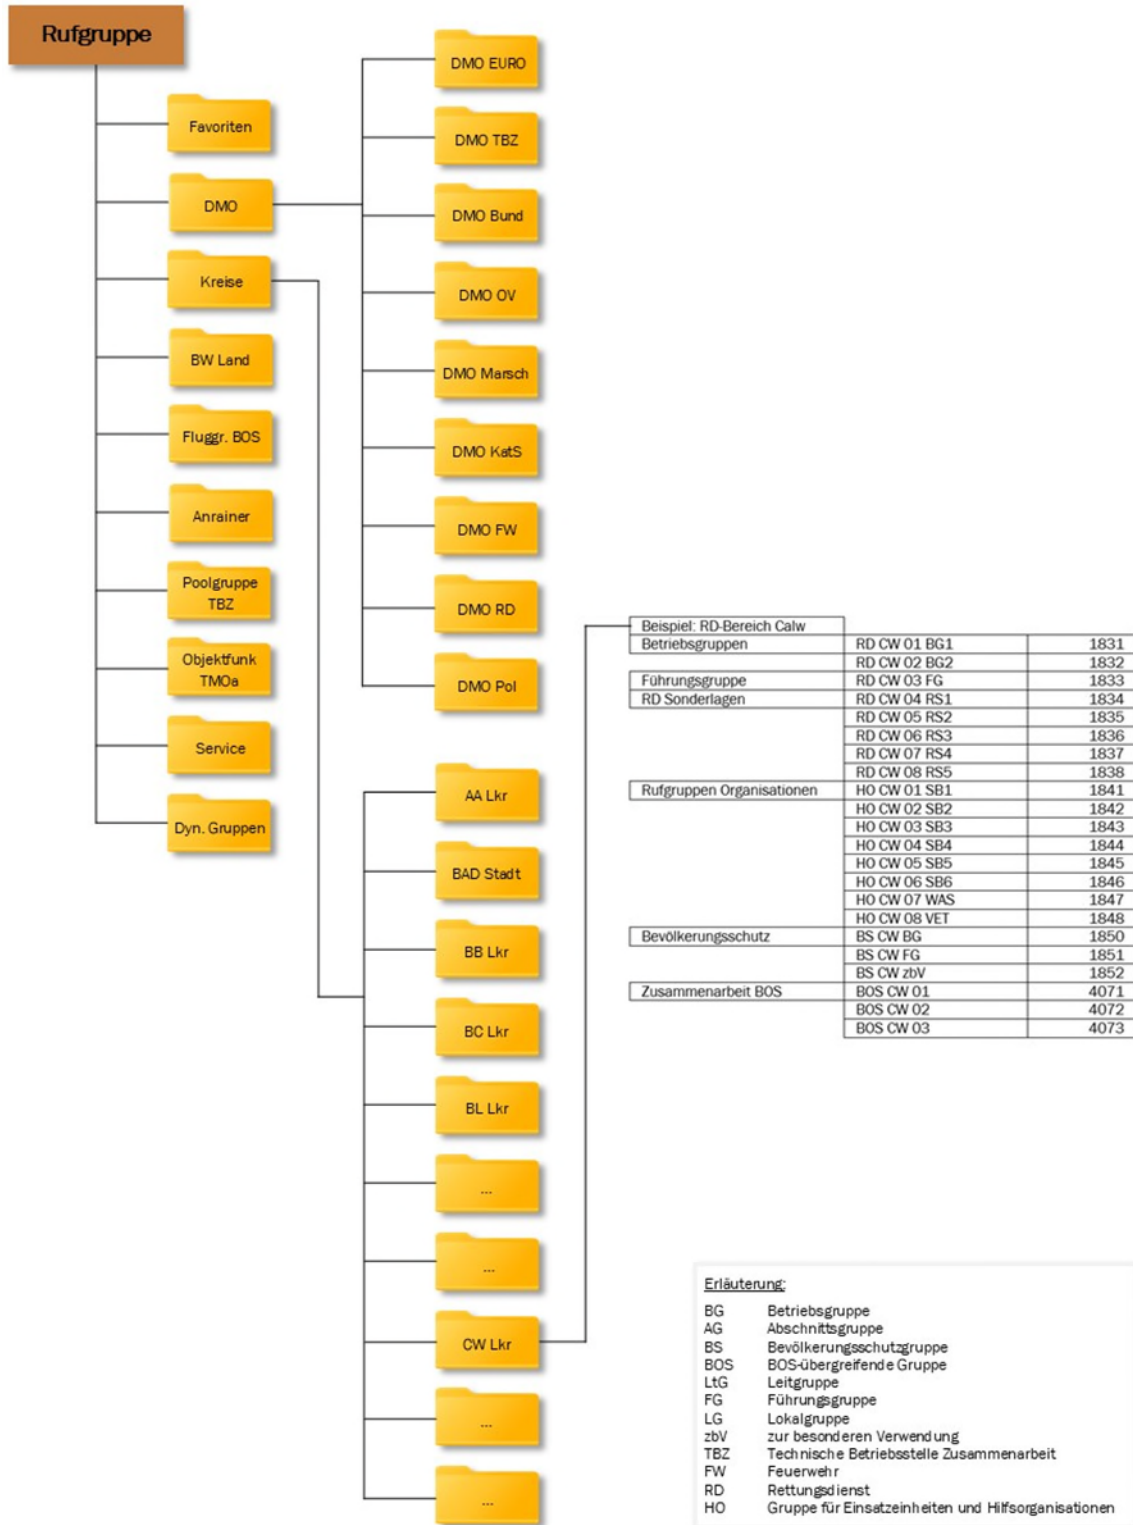 Rufgruppe
Favoriten
DMO
Kreise
BW Land
Fluggr. BOS
Anrainer
Poolgruppe
TBZ
Objektfunk
TMOa
Service
Dyn. Gruppen
DMO EURO
DMO TBZ
DMO Bund
DMO OV
DMO Marsch
DMO KatS
DMO FW
DMO RD
DMO Pol
AA Lkr
BAD Stadt
BB Lkr
BC Lkr
BL Lkr
...
...
CW Lkr
...
...
Beispiel: RD-Bereich Calw
Betriebsgruppen RD CW 01 BG1 1831
RD CW 02 BG2 1832
Führungsgruppe RD CW 03 FG 1833
RD Sonderlagen RD CW 04 RS1 1834
RD CW 05 RS2 1835
RD CW 06 RS3 1836
RD CW 07 RS4 1837
RD CW 08 RS5 1838
Rufgruppen Organisationen HO CW 01 SB1 1841
HO CW 02 SB2 1842
HO CW 03 SB3 1843
HO CW 04 SB4 1844
HO CW 05 SB5 1845
HO CW 06 SB6 1846
HO CW 07 WAS 1847
HO CW 08 VET 1848
Bevölkerungsschutz BS CW BG 1850
BS CW FG 1851
BS CW zbV 1852
Zusammenarbeit BOS BOS CW 01 4071
BOS CW 02 4072
BOS CW 03 4073
Erläuterung:
BG Betriebsgruppe
AG Abschnittsgruppe
BS Bevölkerungsschutzgruppe
BOS BOS-übergreifende Gruppe
LtG Leitgruppe
FG Führungsgruppe
LG Lokalgruppe
zbV zur besonderen Verwendung
TBZ Technische Betriebsstelle Zusammenarbeit
FW Feuerwehr
RD Rettungsdienst
HO Gruppe für Einsatzeinheiten und Hilfsorganisationen